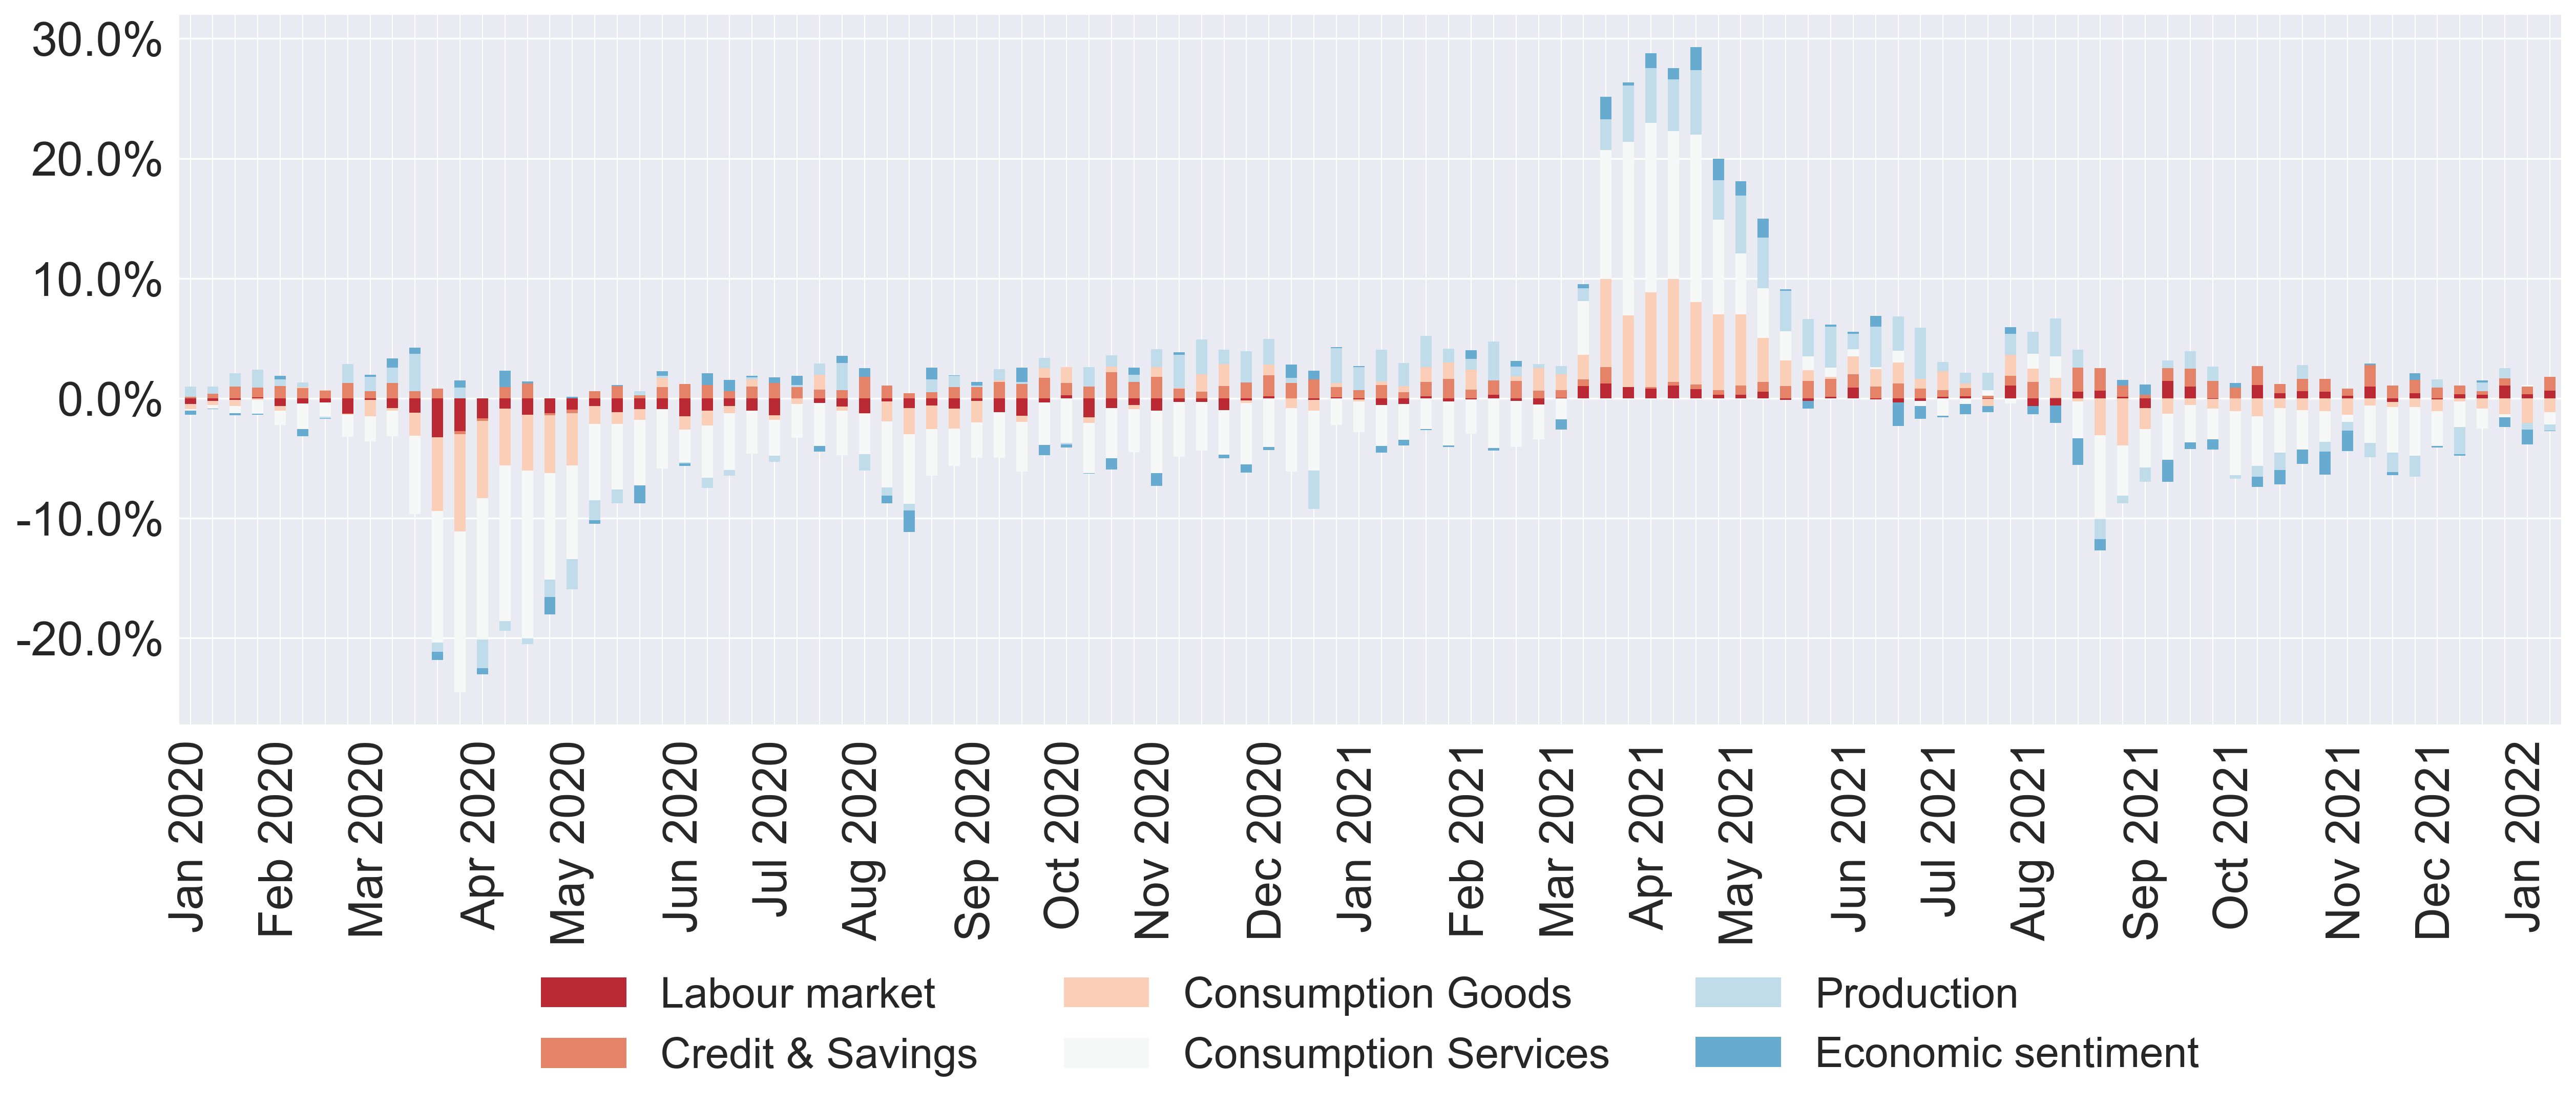 30.0%
20.0%
10.0%
0.0%
-10.0%
-20.0%
Jan 2020
Feb 2020
Mar 2020
Apr 2020
May 2020
Jun 2020
Jul 2020
Aug 2020
Sep 2020
Oct 2020
Nov 2020
Dec 2020
Jan 2021
Feb 2021
Mar 2021
Apr 2021
May 2021
Jun 2021
Jul 2021
Aug 2021
Sep 2021
Oct 2021
Nov 2021
Dec 2021
Jan 2022
Labour market
Credit & Savings
Consumption Goods
Consumption Services
Production
Economic sentiment